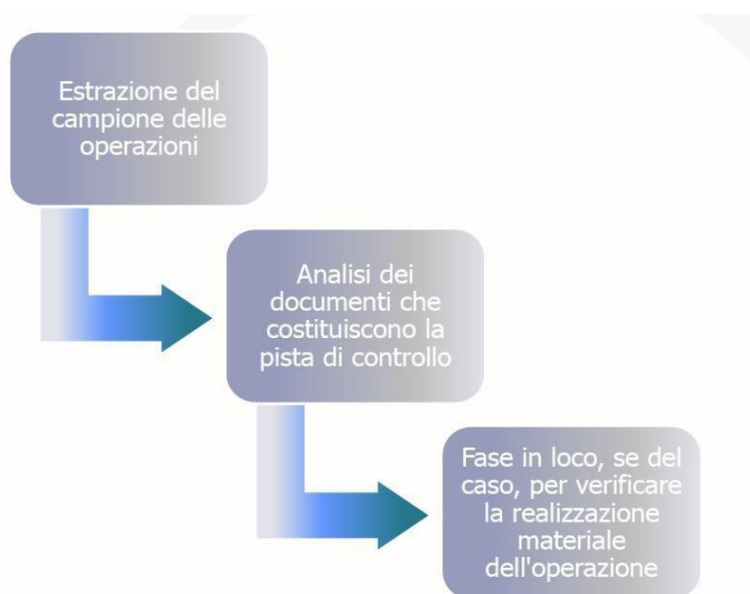 Estrazione del
campione delle
operazioni
Analisi dei
documenti che
costituiscono la
pista di controllo
Fase in loco, se del
caso, per verificare
la realizzazione
materiale
dell'operazione